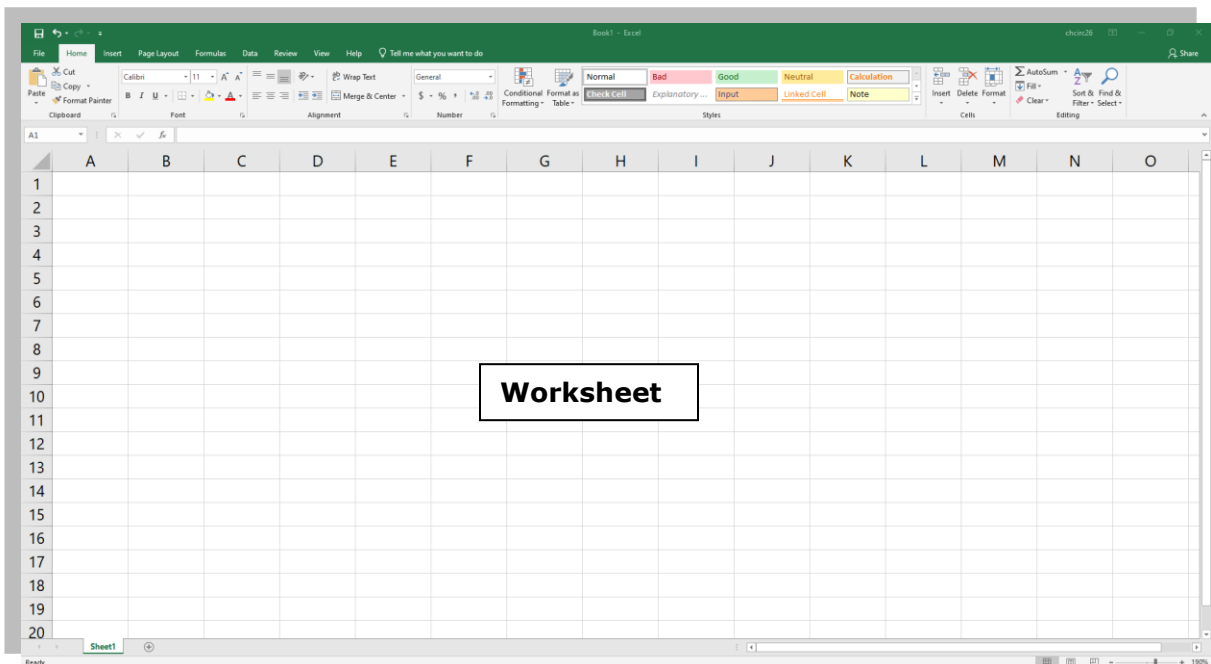 Book1 - Excel
chcirc26
File Home Insert Page Layout Formulas Data Review View Help Tell me what you want to do Share
Cut
Copy
Format Painter
Paste
Calibri 11
B I U
Wrap Text
Merge & Center
General
$ % ,
Conditional Formatting
Format as Table
Normal Bad Good Neutral Calculation
Check Cell Explanatory ... Input Linked Cell Note
Insert Delete Format
AutoSum
Fill
Clear
Sort & Filter
Find & Select
Clipboard Font Alignment Number Styles Cells Editing
A1 fx
A B C D E F G H I J K L M N O
1
2
3
4
5
6
7
8
9
Worksheet
10
11
12
13
14
15
16
17
18
19
20
Sheet1
Ready
190%